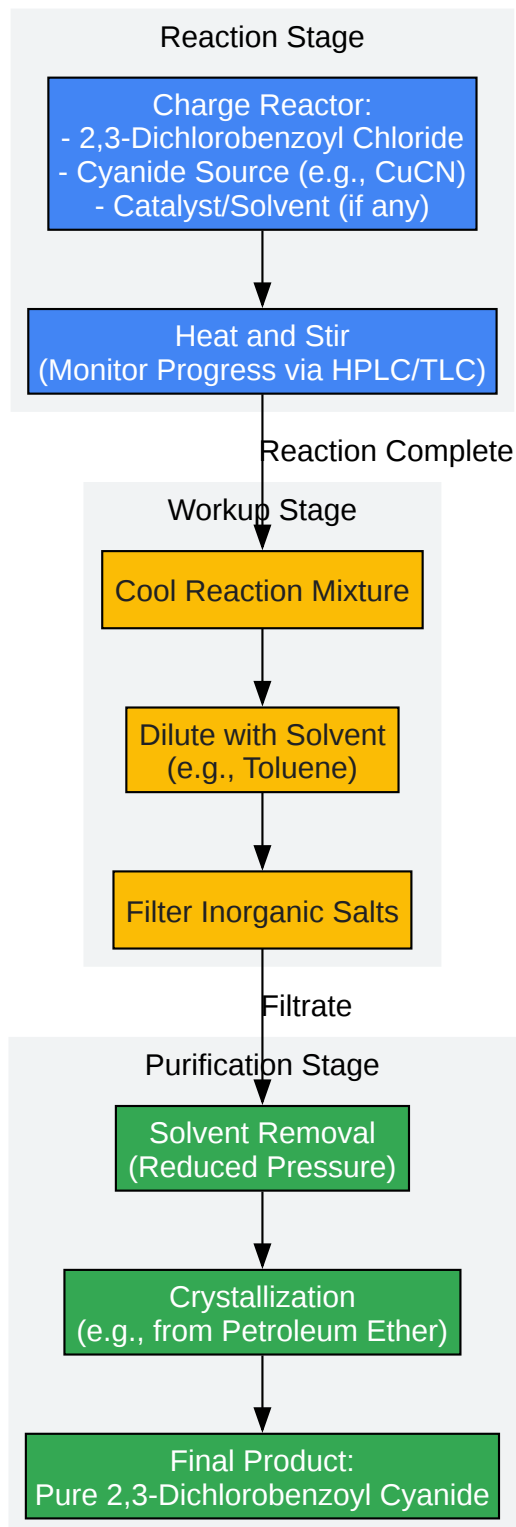 Reaction Stage
Charge Reactor:
- 2,3-Dichlorobenzoyl Chloride
- Cyanide Source (e.g., CuCN)
- Catalyst/Solvent (if any)
Heat and Stir
(Monitor Progress via HPLC/TLC)
Reaction Complete
Workup Stage
Cool Reaction Mixture
Dilute with Solvent
(e.g., Toluene)
Filter Inorganic Salts
Filtrate
Purification Stage
Solvent Removal
(Reduced Pressure)
Crystallization
(e.g., from Petroleum Ether)
Final Product:
Pure 2,3-Dichlorobenzoyl Cyanide